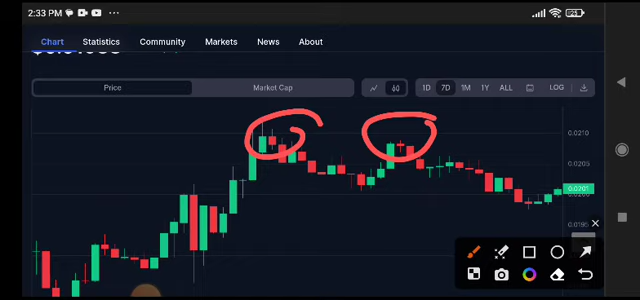 2:33 PM
21
Chart Statistics Community Markets News About
Price Market Cap
1D 7D 1M 1Y ALL LOG
0.0210
0.0205
0.0201
0.0195